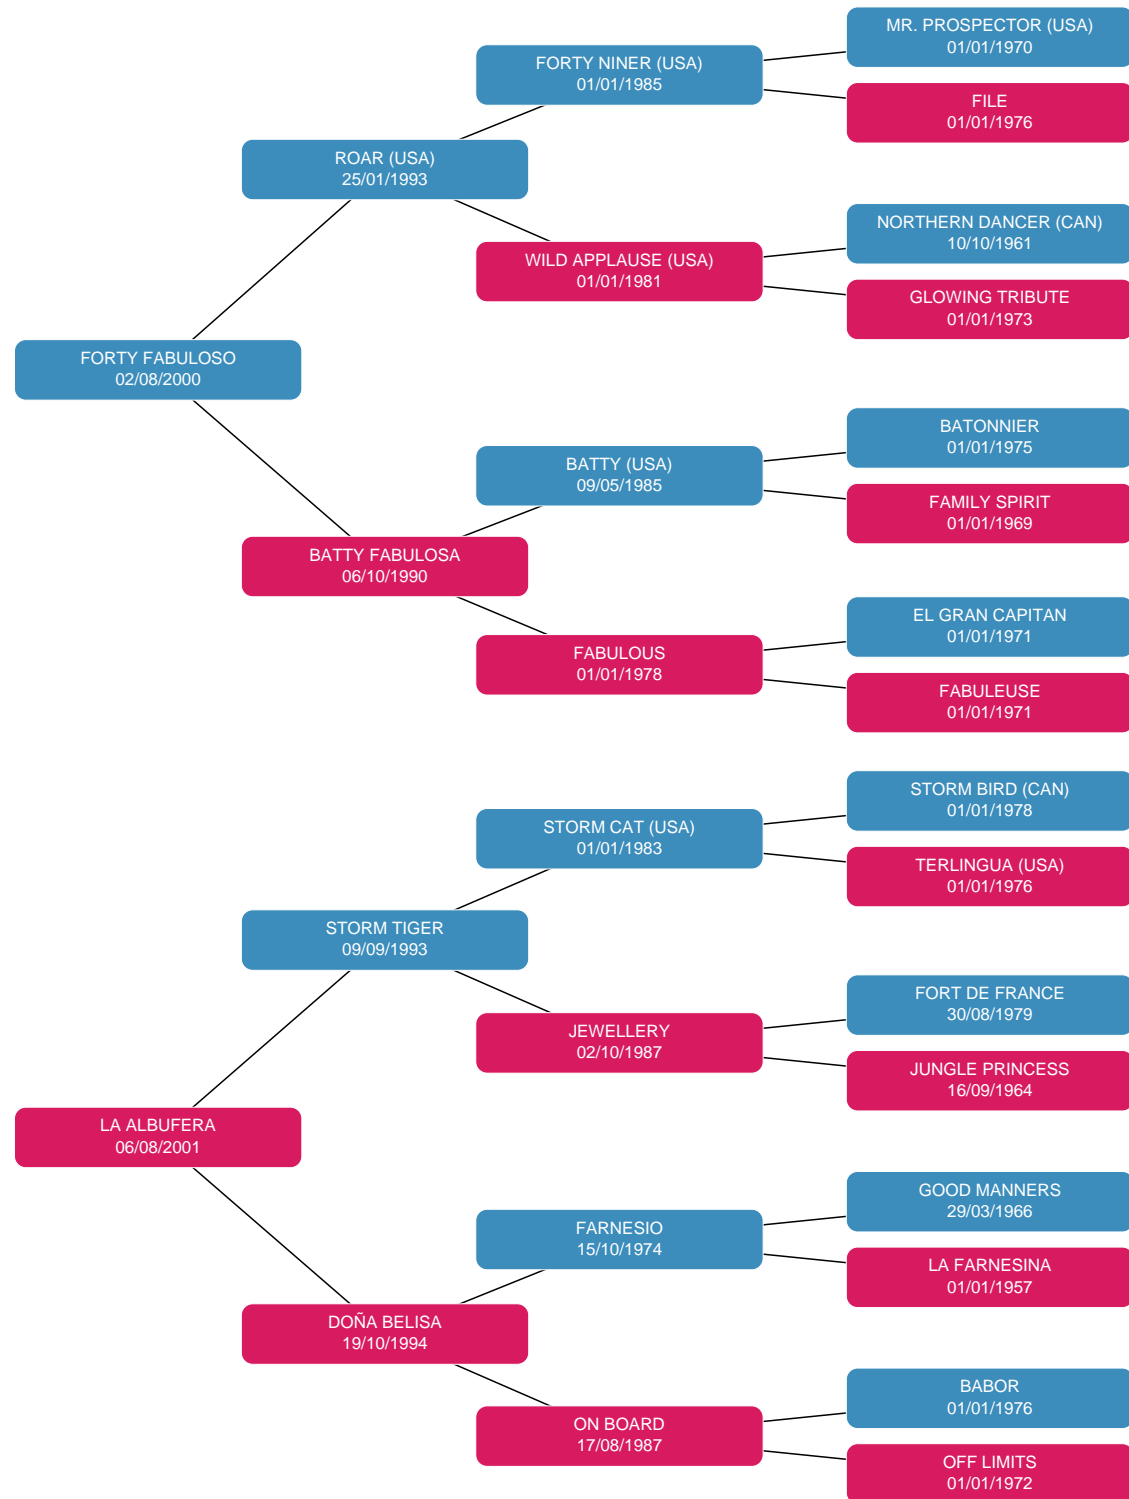 MR. PROSPECTOR (USA)
01/01/1970
FORTY NINER (USA)
01/01/1985
FILE
01/01/1976
ROAR (USA)
25/01/1993
NORTHERN DANCER (CAN)
10/10/1961
WILD APPLAUSE (USA)
01/01/1981
GLOWING TRIBUTE
01/01/1973
FORTY FABULOSO
02/08/2000
BATONNIER
01/01/1975
BATTY (USA)
09/05/1985
FAMILY SPIRIT
01/01/1969
BATTY FABULOSA
06/10/1990
EL GRAN CAPITAN
01/01/1971
FABULOUS
01/01/1978
FABULEUSE
01/01/1971
STORM BIRD (CAN)
01/01/1978
STORM CAT (USA)
01/01/1983
TERLINGUA (USA)
01/01/1976
STORM TIGER
09/09/1993
FORT DE FRANCE
30/08/1979
JEWELLERY
02/10/1987
JUNGLE PRINCESS
16/09/1964
LA ALBUFERA
06/08/2001
GOOD MANNERS
29/03/1966
FARNESIO
15/10/1974
LA FARNESINA
01/01/1957
DOÑA BELISA
19/10/1994
BABOR
01/01/1976
ON BOARD
17/08/1987
OFF LIMITS
01/01/1972